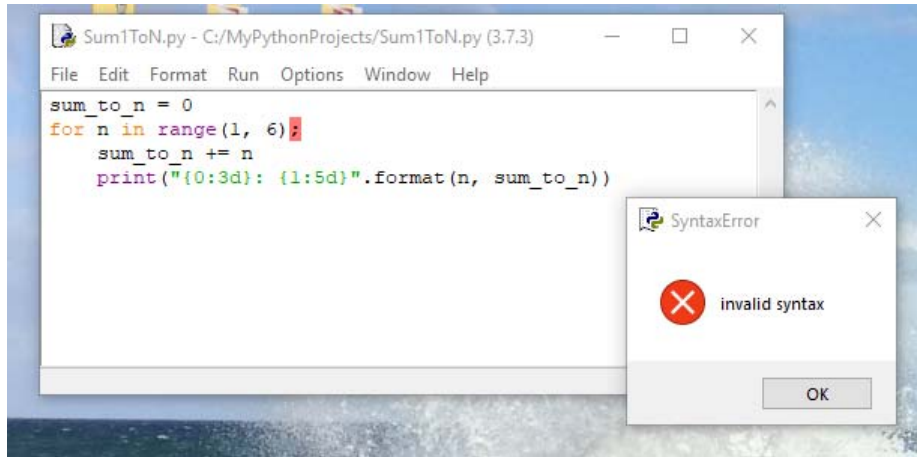 Sum1ToN.py - C:/MyPythonProjects/Sum1ToN.py (3.7.3)
File Edit Format Run Options Window Help
sum_to_n = 0
for n in range(1, 6);
    sum_to_n += n
    print("{0:3d}: {1:5d}".format(n, sum_to_n))
SyntaxError
invalid syntax
OK